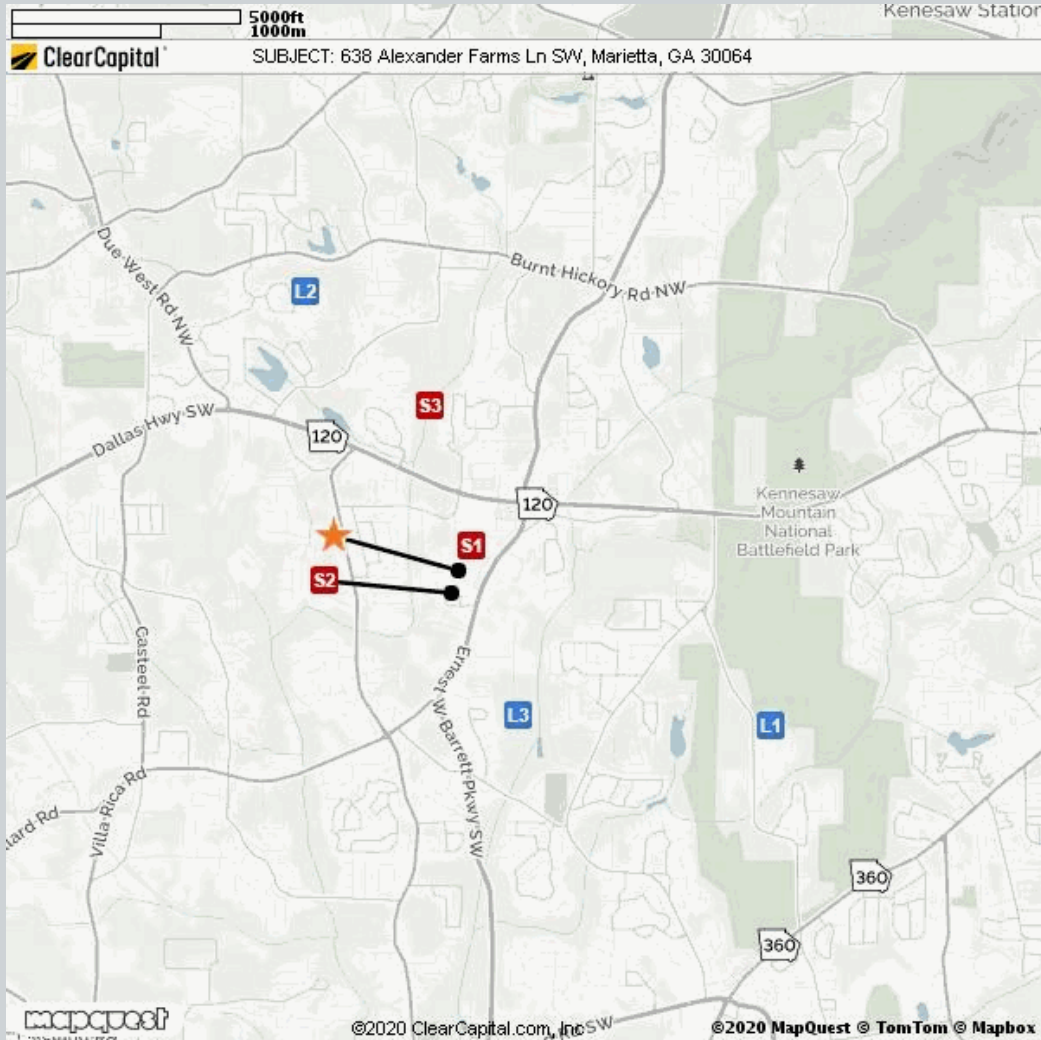 5000ft
1000m
Kenesaw Station
ClearCapital
SUBJECT: 638 Alexander Farms Ln SW, Marietta, GA 30064
Due West Rd NW
Burnt Hickory Rd NW
L2
S3
Dallas Hwy SW
120
120
Kennesaw
Mountain
National
Battlefield Park
S1
S2
Casteel Rd
Ernest W Barrett Pkwy SW
L3
L1
Villa Rica Rd
llard Rd
360
360
mapquest
©2020 ClearCapital.com, Inc
SW
©2020 MapQuest © TomTom © Mapbox